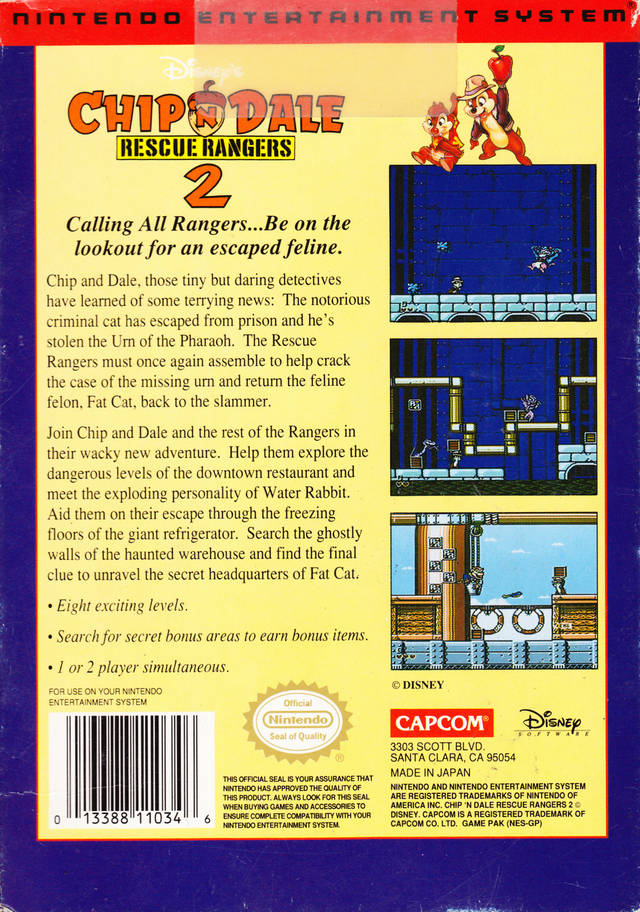 NINTENDO ENTERTAINMENT SYSTEM®
Disney's
CHIP 'N DALE
RESCUE RANGERS
2
Calling All Rangers...Be on the
lookout for an escaped feline.
Chip and Dale, those tiny but daring detectives
have learned of some terrying news: The notorious
criminal cat has escaped from prison and he's
stolen the Urn of the Pharaoh. The Rescue
Rangers must once again assemble to help crack
the case of the missing urn and return the feline
felon, Fat Cat, back to the slammer.
Join Chip and Dale and the rest of the Rangers in
their wacky new adventure. Help them explore the
dangerous levels of the downtown restaurant and
meet the exploding personality of Water Rabbit.
Aid them on their escape through the freezing
floors of the giant refrigerator. Search the ghostly
walls of the haunted warehouse and find the final
clue to unravel the secret headquarters of Fat Cat.
• Eight exciting levels.
• Search for secret bonus areas to earn bonus items.
• 1 or 2 player simultaneous.
FOR USE ON YOUR NINTENDO
ENTERTAINMENT SYSTEM
0 13388 11034 6
Official
Nintendo
Seal of Quality
®
THIS OFFICIAL SEAL IS YOUR ASSURANCE THAT
NINTENDO HAS APPROVED THE QUALITY OF
THIS PRODUCT. ALWAYS LOOK FOR THIS SEAL
WHEN BUYING GAMES AND ACCESSORIES TO
ENSURE COMPLETE COMPATIBILITY WITH YOUR
NINTENDO ENTERTAINMENT SYSTEM.
© DISNEY
CAPCOM®
Disney
SOFTWARE
3303 SCOTT BLVD.
SANTA CLARA, CA 95054
MADE IN JAPAN
NINTENDO AND NINTENDO ENTERTAINMENT SYSTEM
ARE REGISTERED TRADEMARKS OF NINTENDO OF
AMERICA INC. CHIP 'N DALE RESCUE RANGERS 2 ©
DISNEY. CAPCOM IS A REGISTERED TRADEMARK OF
CAPCOM CO. LTD. GAME PAK (NES-GP)